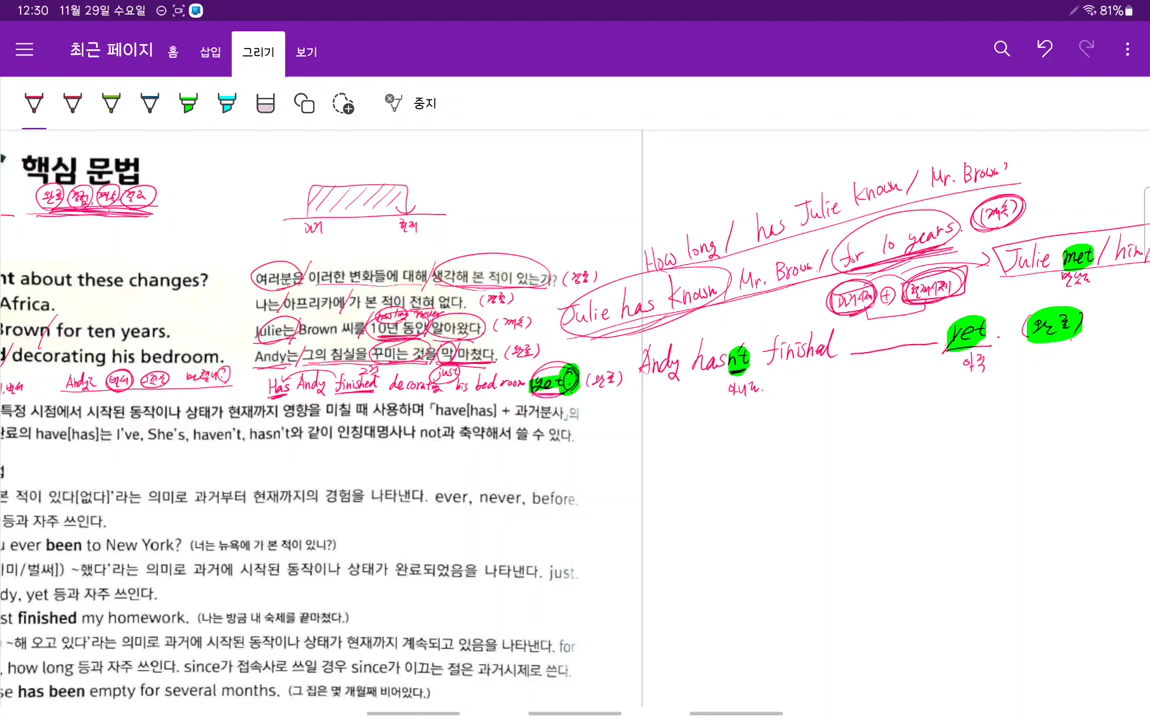 12:30 11월 29일 수요일 81%
최근 페이지 홈 삽입 그리기 보기
중지
핵심 문법
완료 경험 계속 결과
과거 현재
nt about these changes? 여러분은 이러한 변화들에 대해 생각해 본 적이 있는가? (경험)
Africa. 나는 아프리카에 가 본 적이 전혀 없다. (경험)
Brown for ten years. Julie는 Brown 씨를 10년 동안 알아왔다. (계속)
decorating his bedroom. Andy는 그의 침실을 꾸미는 것을 막 마쳤다. (완료)
Andy는
Has Andy finished decorating his bedroom yet? (완료)
just
특정 시점에서 시작된 동작이나 상태가 현재까지 영향을 미칠 때 사용하며 「have[has] + 과거분사」의
완료의 have[has]는 I've, She's, haven't, hasn't와 같이 인칭대명사나 not과 축약해서 쓸 수 있다.
본 적이 있다[없다]'라는 의미로 과거부터 현재까지의 경험을 나타낸다. ever, never, before,
등과 자주 쓰인다.
u ever been to New York? (너는 뉴욕에 가 본 적이 있니?)
미/벌써]) ~했다'라는 의미로 과거에 시작된 동작이나 상태가 완료되었음을 나타낸다. just,
dy, yet 등과 자주 쓰인다.
st finished my homework. (나는 방금 내 숙제를 끝마쳤다.)
~해 오고 있다'라는 의미로 과거에 시작된 동작이나 상태가 현재까지 계속되고 있음을 나타낸다. for
, how long 등과 자주 쓰인다. since가 접속사로 쓰일 경우 since가 이끄는 절은 과거시제로 쓴다.
se has been empty for several months. (그 집은 몇 개월째 비어있다.)
How long / has Julie known / Mr. Brown?
Julie has known Mr. Brown / for 10 years. (계속)
과거시제 + 현재시제
Julie met / him /
만났다
Andy hasn't finished yet. (완료)
아직